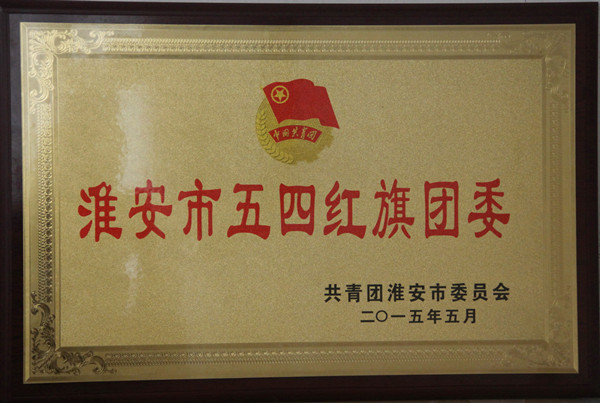 中国共青团
淮安市五四红旗团委
共青团淮安市委员会
二〇一五年五月